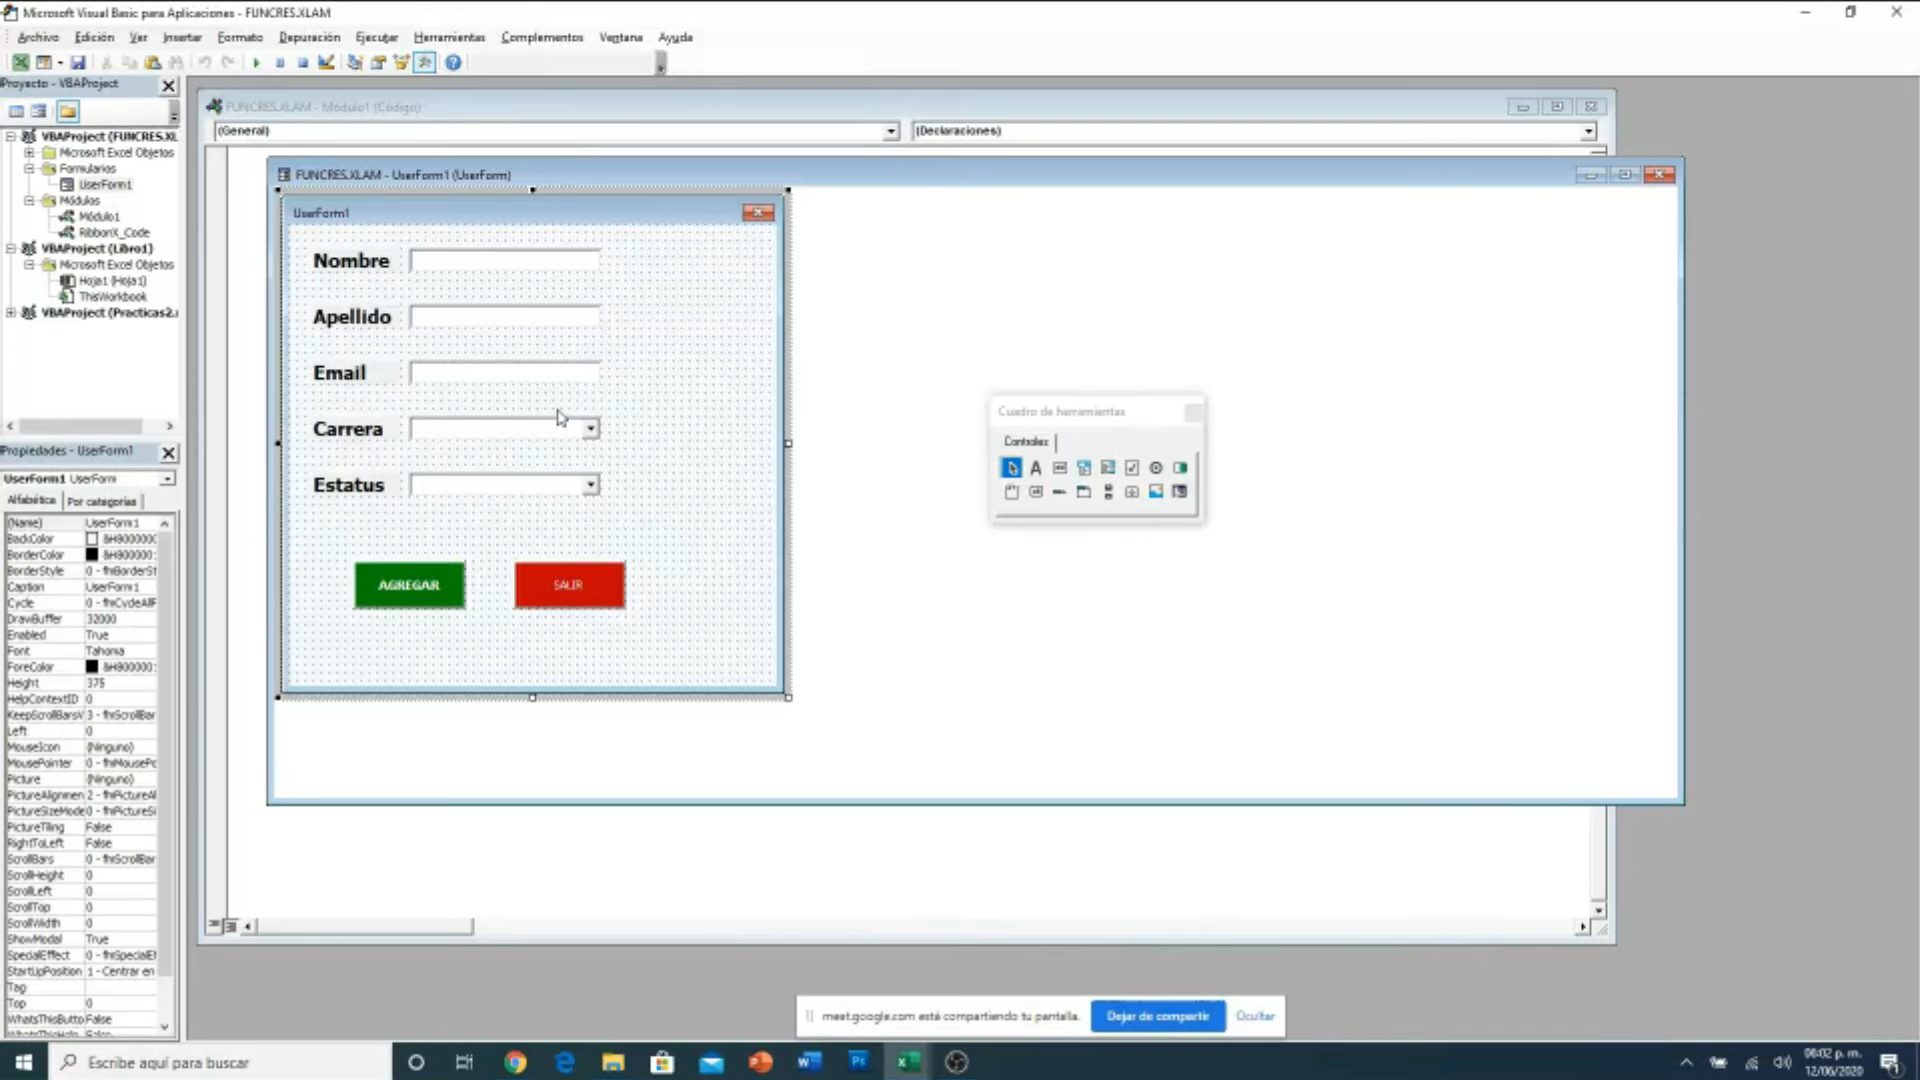 Microsoft Visual Basic para Aplicaciones - FUNCRES.XLAM
Archivo Edición Ver Insertar Formato Depuración Ejecutar Herramientas Complementos Ventana Ayuda
Proyecto - VBAProject
VBAProject (FUNCRES.XL
Microsoft Excel Objetos
Formularios
UserForm1
Módulos
Módulo1
RibbonX_Code
VBAProject (Libro1)
Microsoft Excel Objetos
Hoja1 (Hoja1)
ThisWorkbook
VBAProject (Practicas2.
Propiedades - UserForm1
UserForm1 UserForm
Alfabética Por categorías
(Name) UserForm1
BackColor &H800000
BorderColor &H800000
BorderStyle 0 - fmBorderSt
Caption UserForm1
Cycle 0 - fmCycleAllF
DrawBuffer 32000
Enabled True
Font Tahoma
ForeColor &H800000
Height 375
HelpContextID 0
KeepScrollBarsV 3 - fmScrollBar
Left 0
MouseIcon (Ninguno)
MousePointer 0 - fmMousePo
Picture (Ninguno)
PictureAlignmen 2 - fmPictureAl
PictureSizeMode 0 - fmPictureSi
PictureTiling False
RightToLeft False
ScrollBars 0 - fmScrollBar
ScrollHeight 0
ScrollLeft 0
ScrollTop 0
ScrollWidth 0
ShowModal True
SpecialEffect 0 - fmSpecialEf
StartUpPosition 1 - Centrar en
Tag
Top 0
WhatsThisButto False
FUNCRES.XLAM - Módulo1 (Código)
(General) (Declaraciones)
FUNCRES.XLAM - UserForm1 (UserForm)
UserForm1
Nombre
Apellido
Email
Carrera
Estatus
AGREGAR SALIR
Cuadro de herramientas
Controles
meet.google.com está compartiendo tu pantalla.
Dejar de compartir
Ocultar
Escribe aquí para buscar
06:02 p. m.
12/06/2020